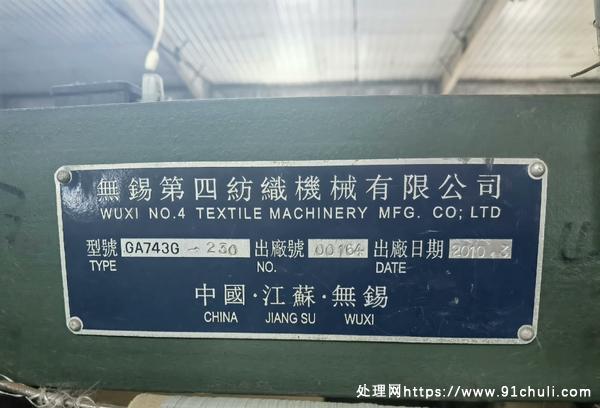 無錫第四紡織機械有限公司
WUXI NO.4 TEXTILE MACHINERY MFG. CO; LTD
型號 GA743G - 230 出廠號 00164 出廠日期 2010.3
TYPE NO. DATE
中國·江蘇·無錫
CHINA JIANG SU WUXI
处理网https://www.91chuli.com/